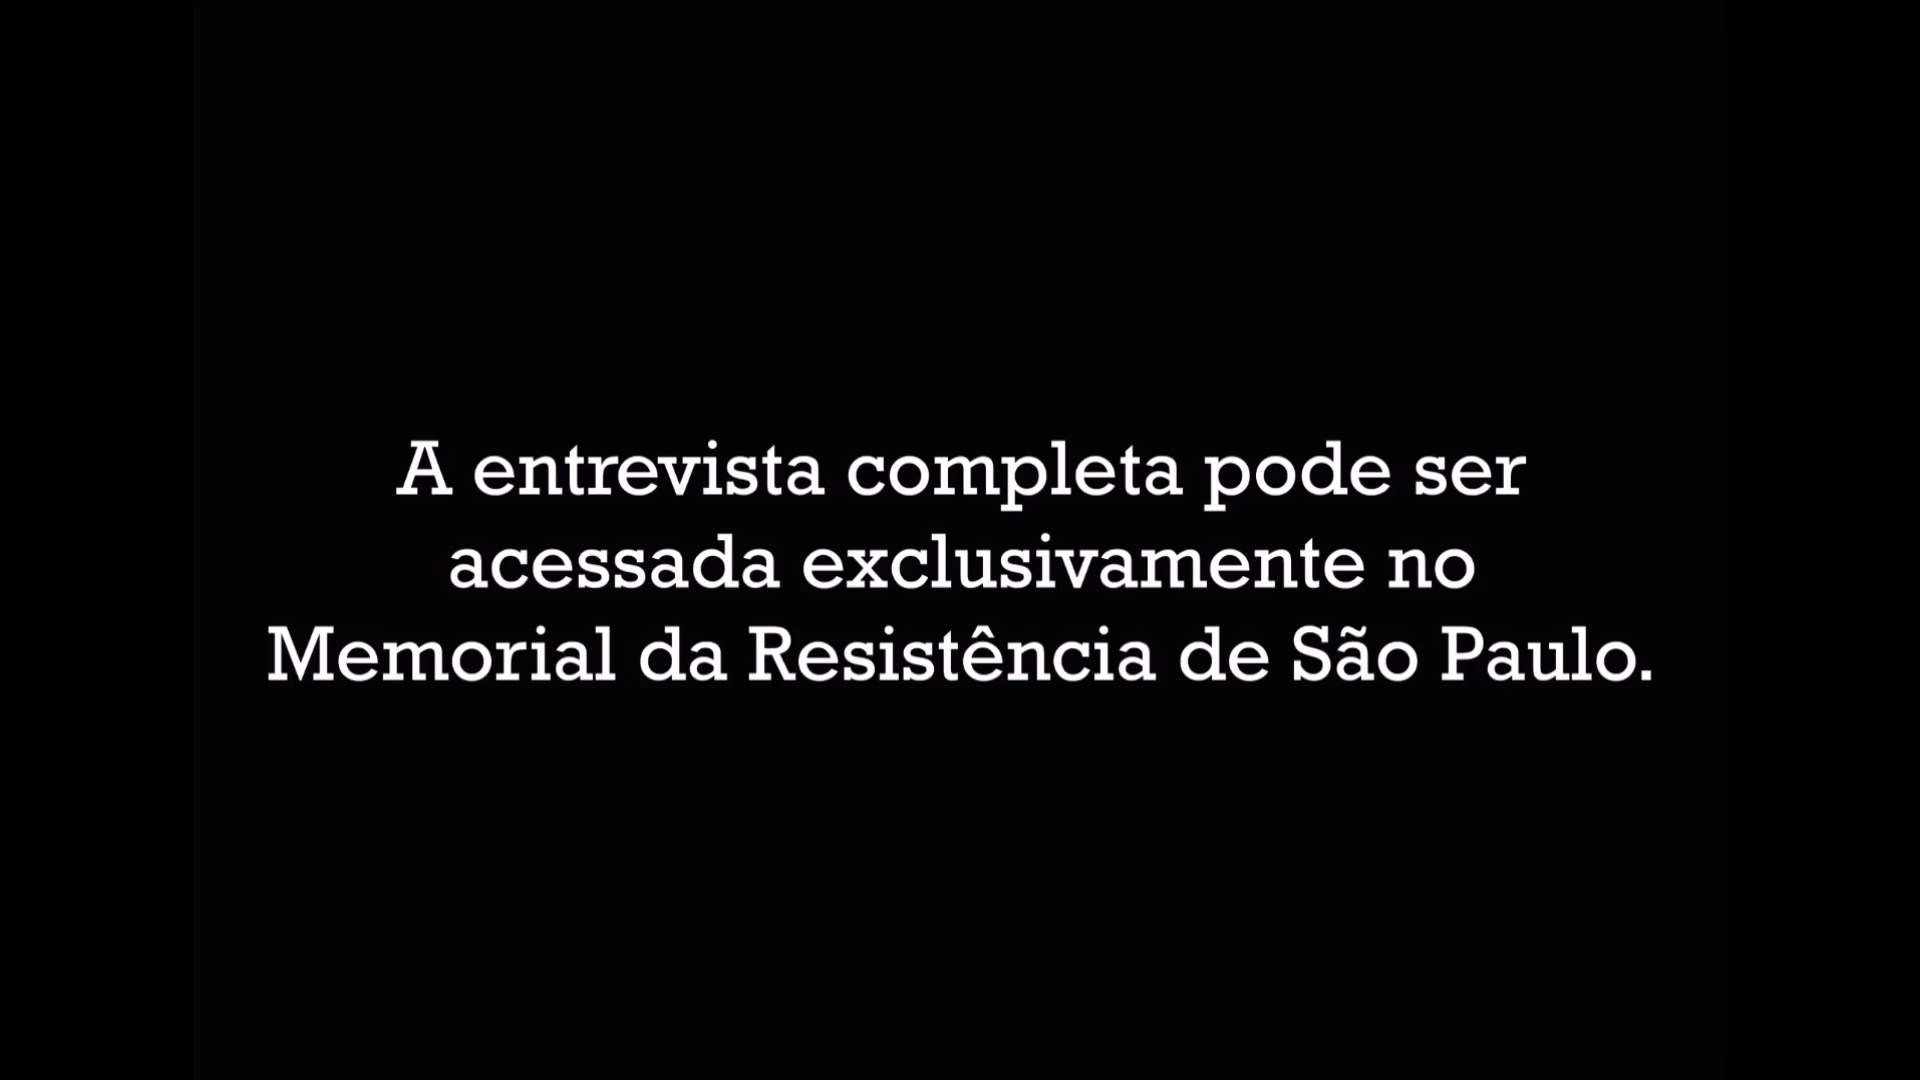 A entrevista completa pode ser
acessada exclusivamente no
Memorial da Resistência de São Paulo.